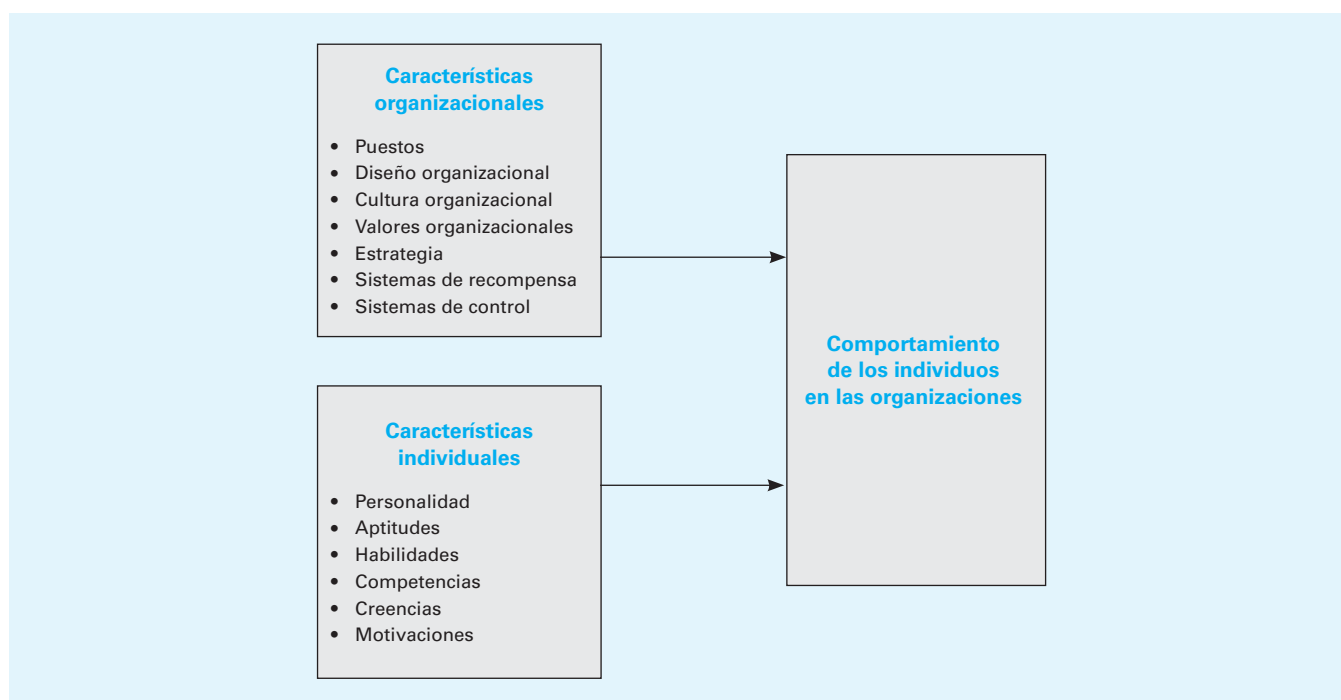 Características
organizacionales
• Puestos
• Diseño organizacional
• Cultura organizacional
• Valores organizacionales
• Estrategia
• Sistemas de recompensa
• Sistemas de control
Características
individuales
• Personalidad
• Aptitudes
• Habilidades
• Competencias
• Creencias
• Motivaciones
Comportamiento
de los individuos
en las organizaciones